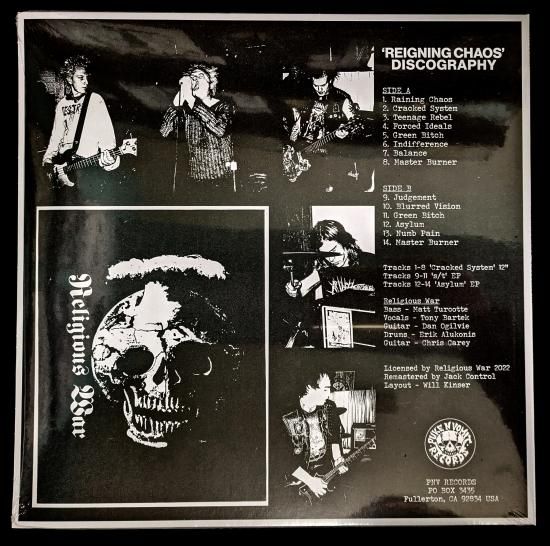 'REIGNING CHAOS'
DISCOGRAPHY
SIDE A
1. Raining Chaos
2. Cracked System
3. Teenage Rebel
4. Forced Ideals
5. Green Bitch
6. Indifference
7. Balance
8. Master Burner
SIDE B
9. Judgement
10. Blurred Vision
11. Green Bitch
12. Asylum
13. Numb Pain
14. Master Burner
Tracks 1-8 'Cracked System' 12"
Tracks 9-11 's/t' EP
Tracks 12-14 'Asylum' EP
Religious War
Bass - Matt Turcotte
Vocals - Tony Bartek
Guitar - Dan Ogilvie
Drums - Erik Alukonis
Guitar - Chris Carey
Licensed by Religious War 2022
Remastered by Jack Control
Layout - Will Kinser
PUKE N VOMIT
RECORDS
PNV RECORDS
PO BOX 3435
Fullerton, CA 92834 USA
Religious War